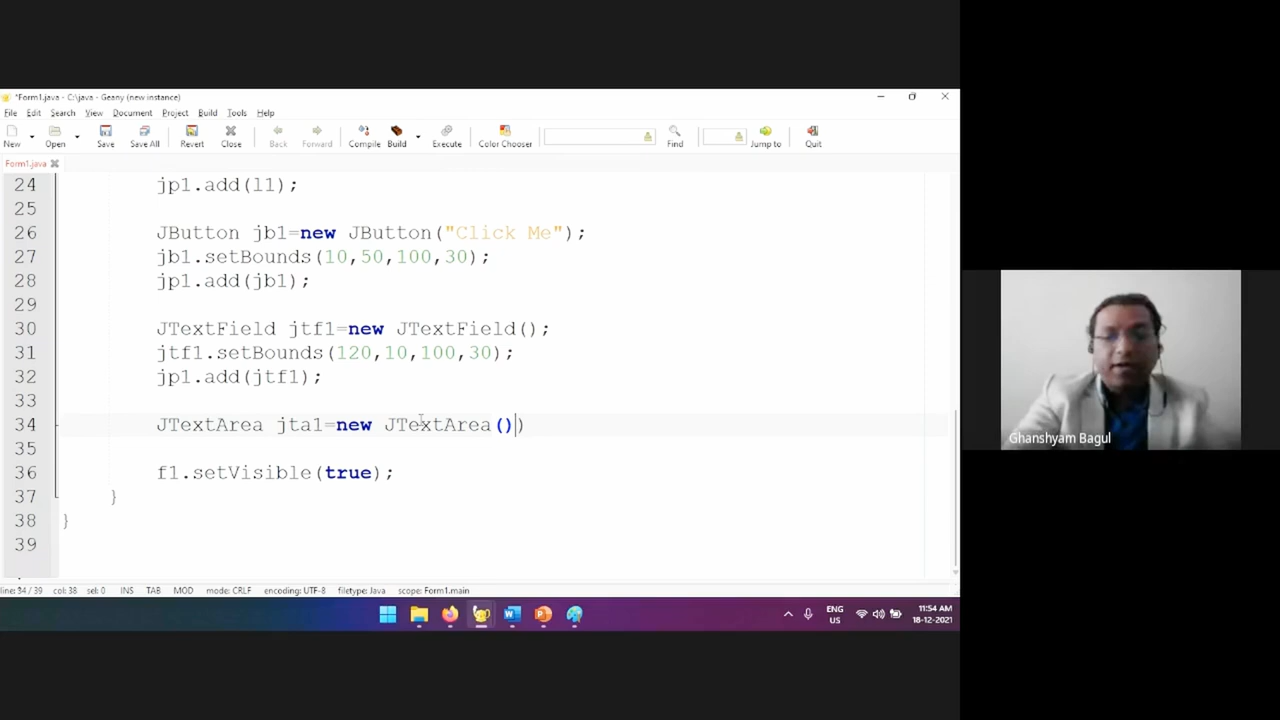 *Form1.java - C:\java - Geany (new instance)
File Edit Search View Document Project Build Tools Help
New Open Save Save All Revert Close Back Forward Compile Build Execute Color Chooser Find Jump to Quit
Form1.java
24 jp1.add(l1);
25
26 JButton jb1=new JButton("Click Me");
27 jb1.setBounds(10,50,100,30);
28 jp1.add(jb1);
29
30 JTextField jtf1=new JTextField();
31 jtf1.setBounds(120,10,100,30);
32 jp1.add(jtf1);
33
34 JTextArea jta1=new JTextArea())
35
36 f1.setVisible(true);
37 }
38 }
39
line: 34 / 39 col: 38 sel: 0 INS TAB MOD mode: CRLF encoding: UTF-8 filetype: Java scope: Form1.main
ENG
US
11:54 AM
18-12-2021
Ghanshyam Bagul